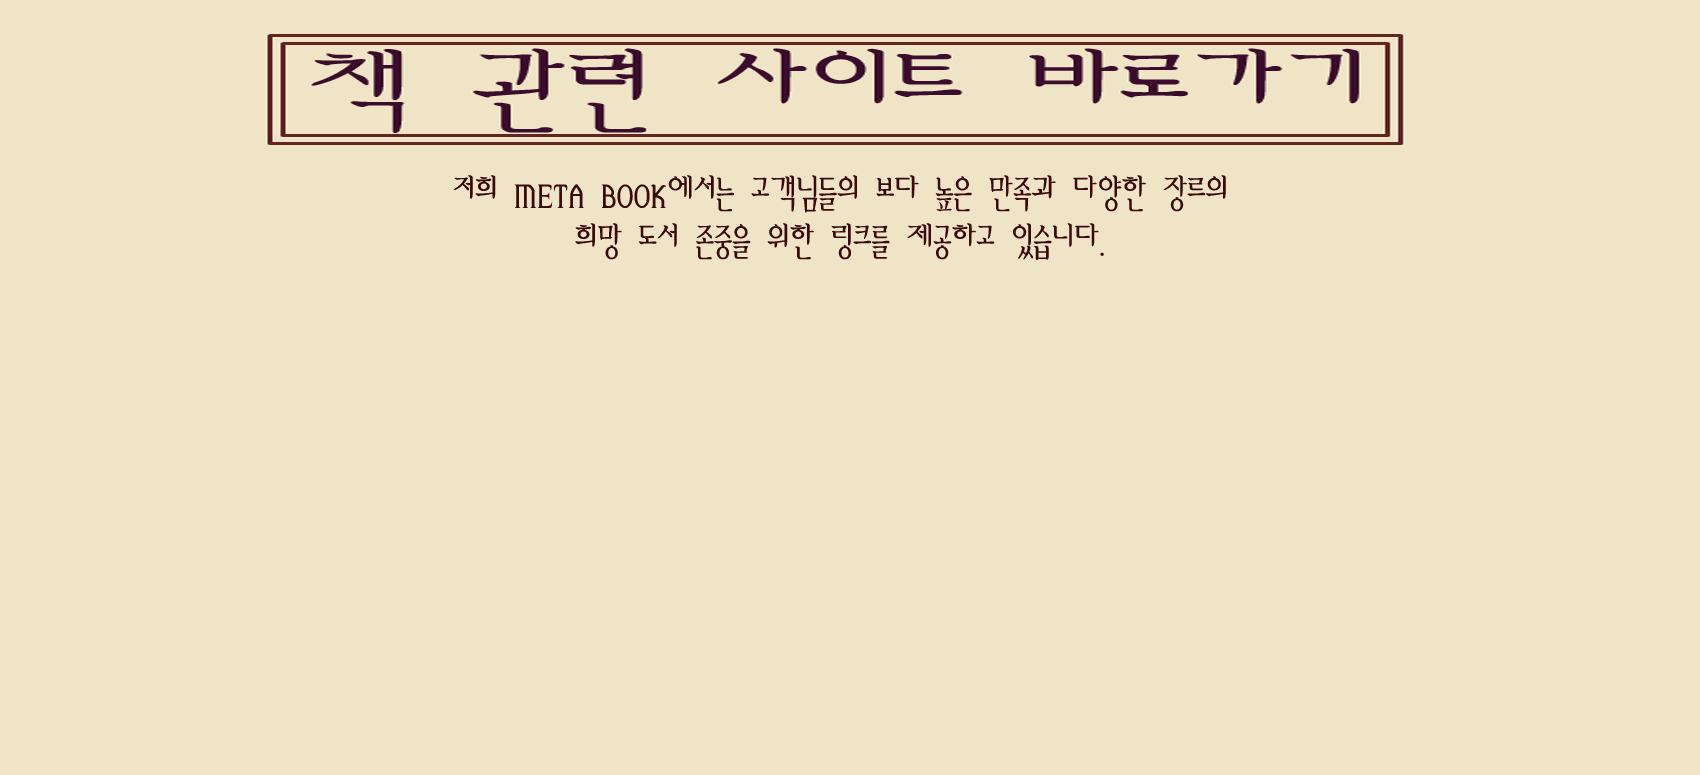 책 관련 사이트 바로가기
저희 META BOOK에서는 고객님들의 보다 높은 만족과 다양한 장르의
희망 도서 존중을 위한 링크를 제공하고 있습니다.